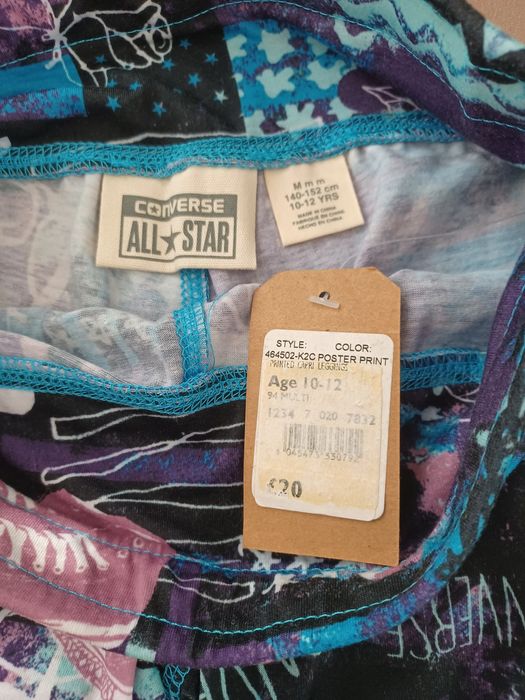 CONVERSE
ALL STAR
M m m
140-152 cm
10-12 YRS
MADE IN CHINA
FABRIQUÉ EN CHINE
HECHO EN CHINA
STYLE: COLOR:
464502-K2C POSTER PRINT
PRINTED CAPRI LEGGINGS
Age 10-12
94 MULTI
1234 7 020 7832
£20
VERSE